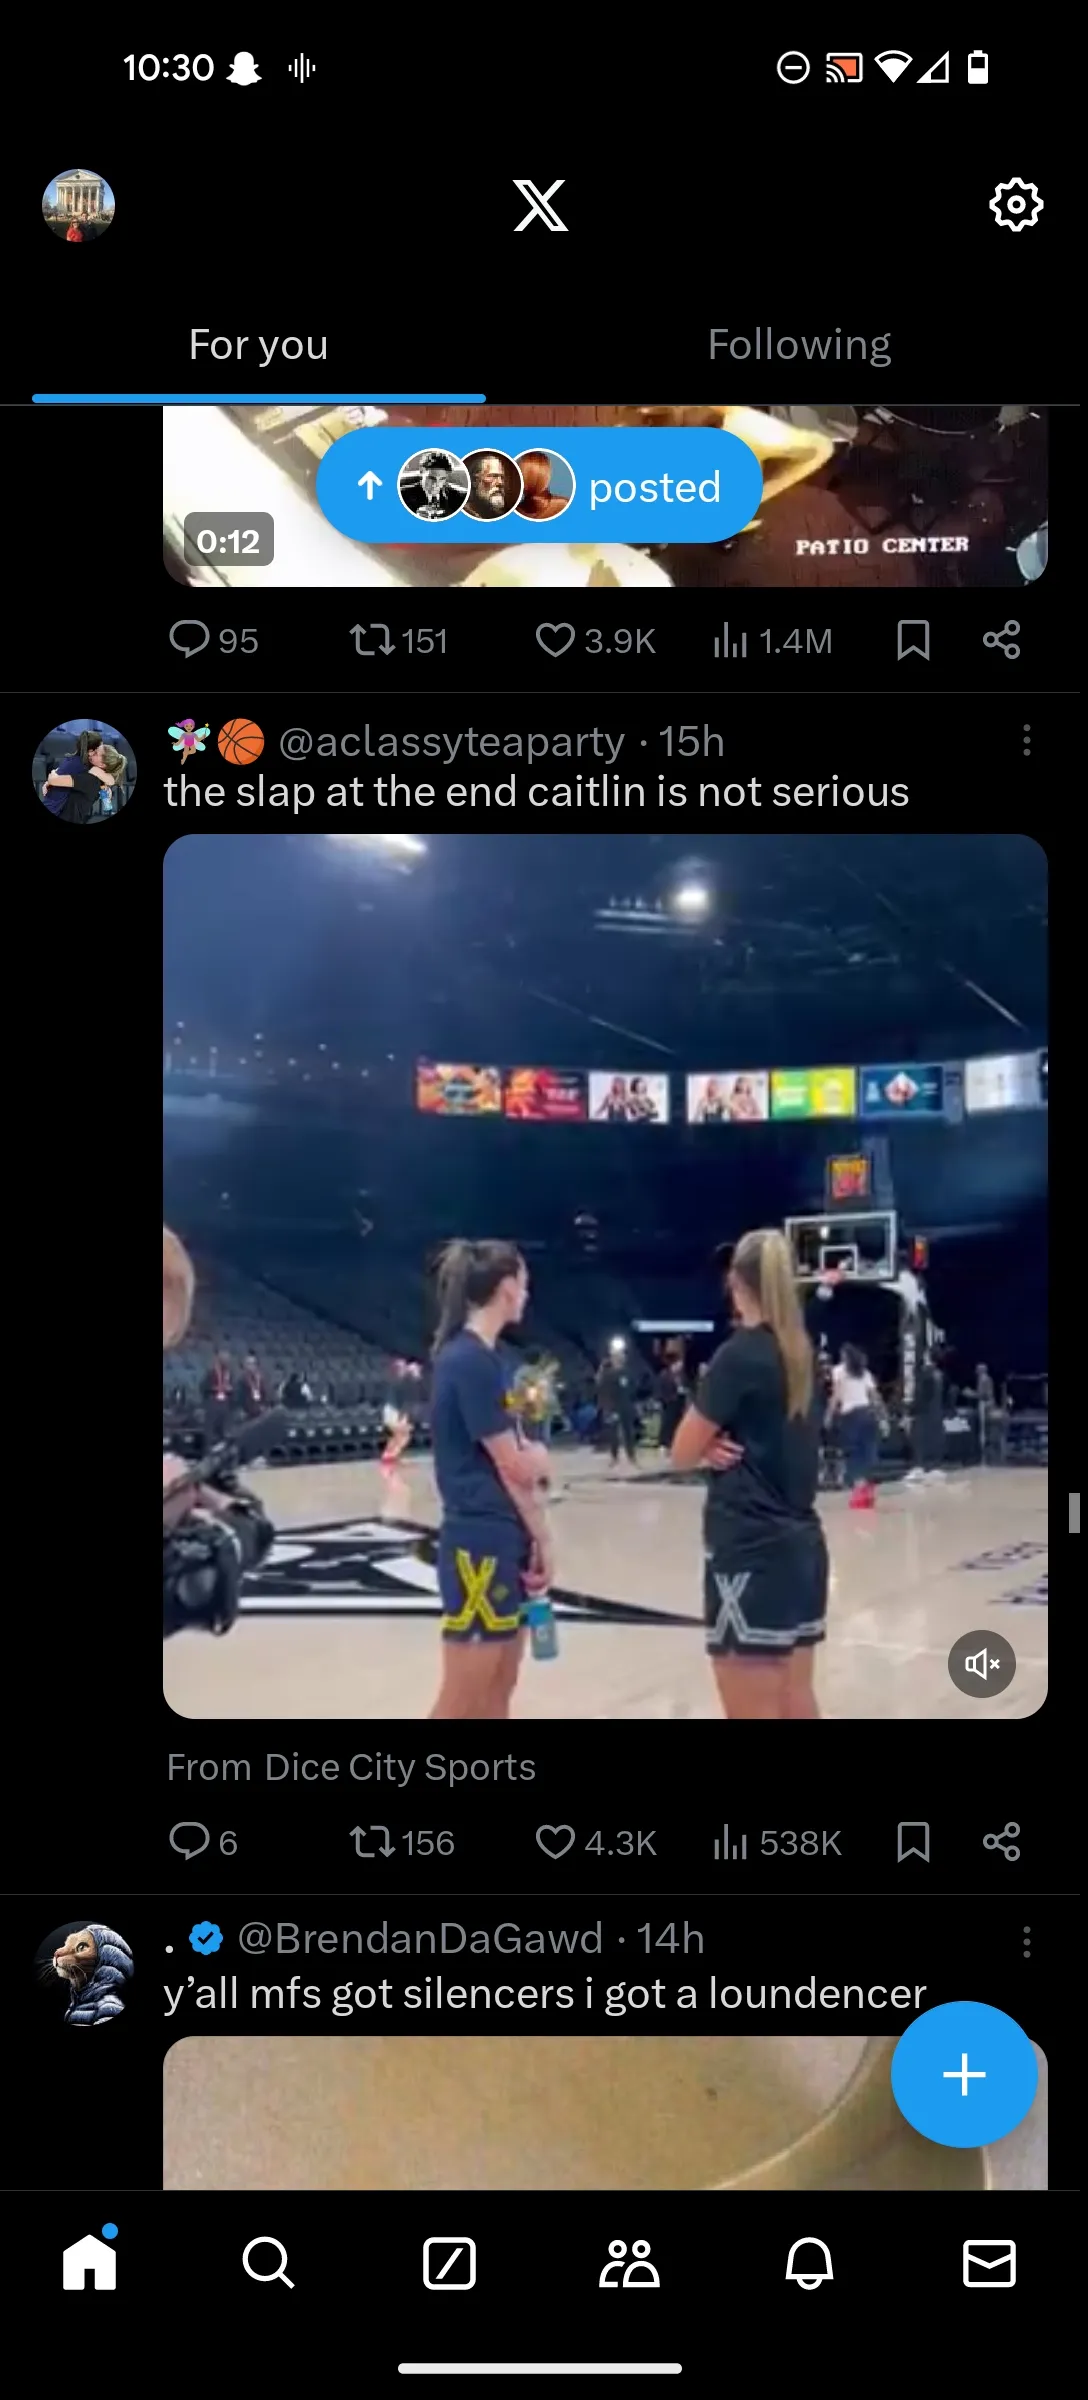 10:30
For you
Following
posted
0:12
PATIO CENTER
95
151
3.9K
1.4M
@aclassyteaparty · 15h
the slap at the end caitlin is not serious
From Dice City Sports
6
156
4.3K
538K
. @BrendanDaGawd · 14h
y’all mfs got silencers i got a loundencer